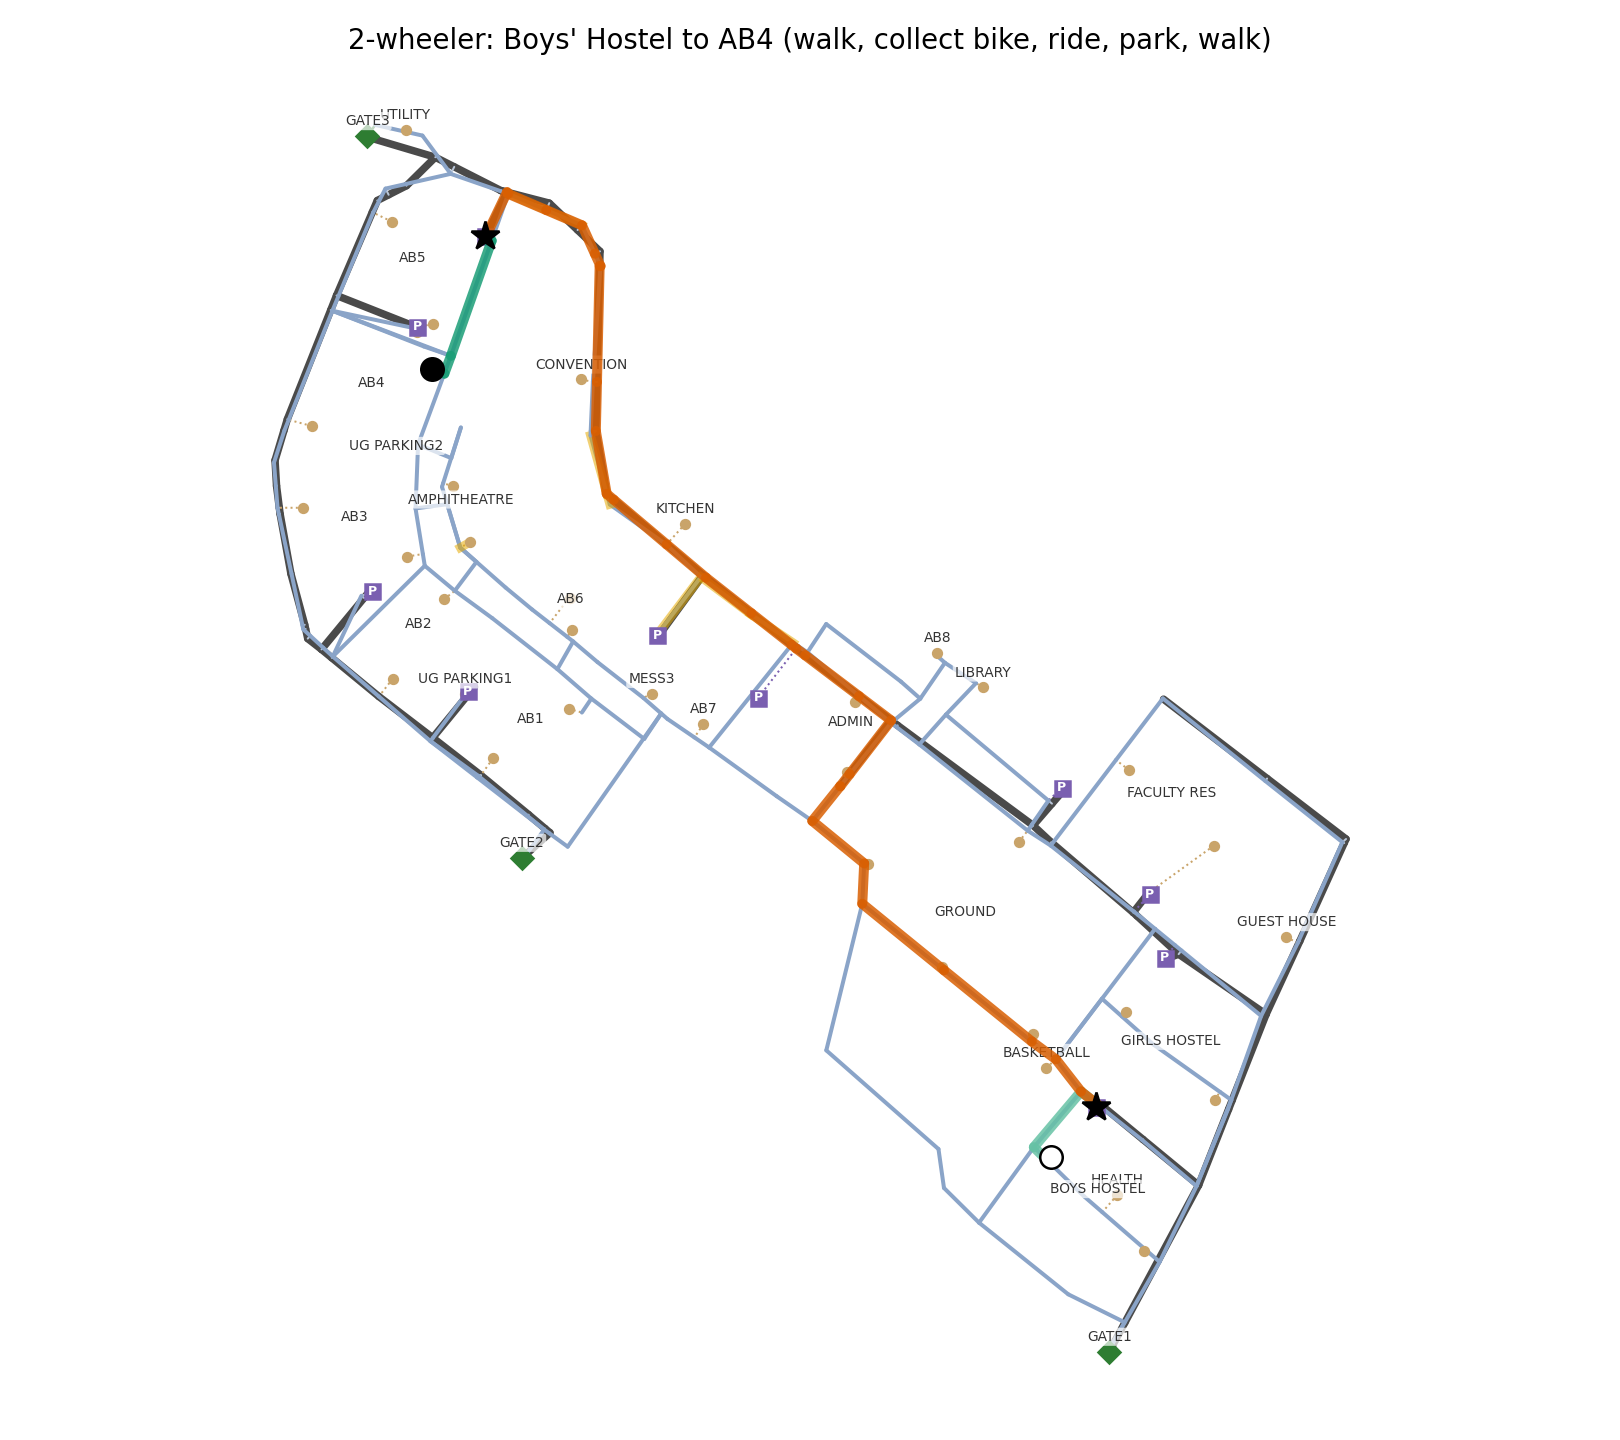 2-wheeler: Boys' Hostel to AB4 (walk, collect bike, ride, park, walk)
UTILITY
GATE3
AB5
P
CONVENTION
AB4
UG PARKING2
AMPHITHEATRE
KITCHEN
AB3
P
AB6
AB2
P
AB8
LIBRARY
UG PARKING1
P
MESS3
P
AB7
AB1
ADMIN
P
FACULTY RES
GATE2
P
GROUND
GUEST HOUSE
P
GIRLS HOSTEL
BASKETBALL
HEALTH
BOYS HOSTEL
GATE1